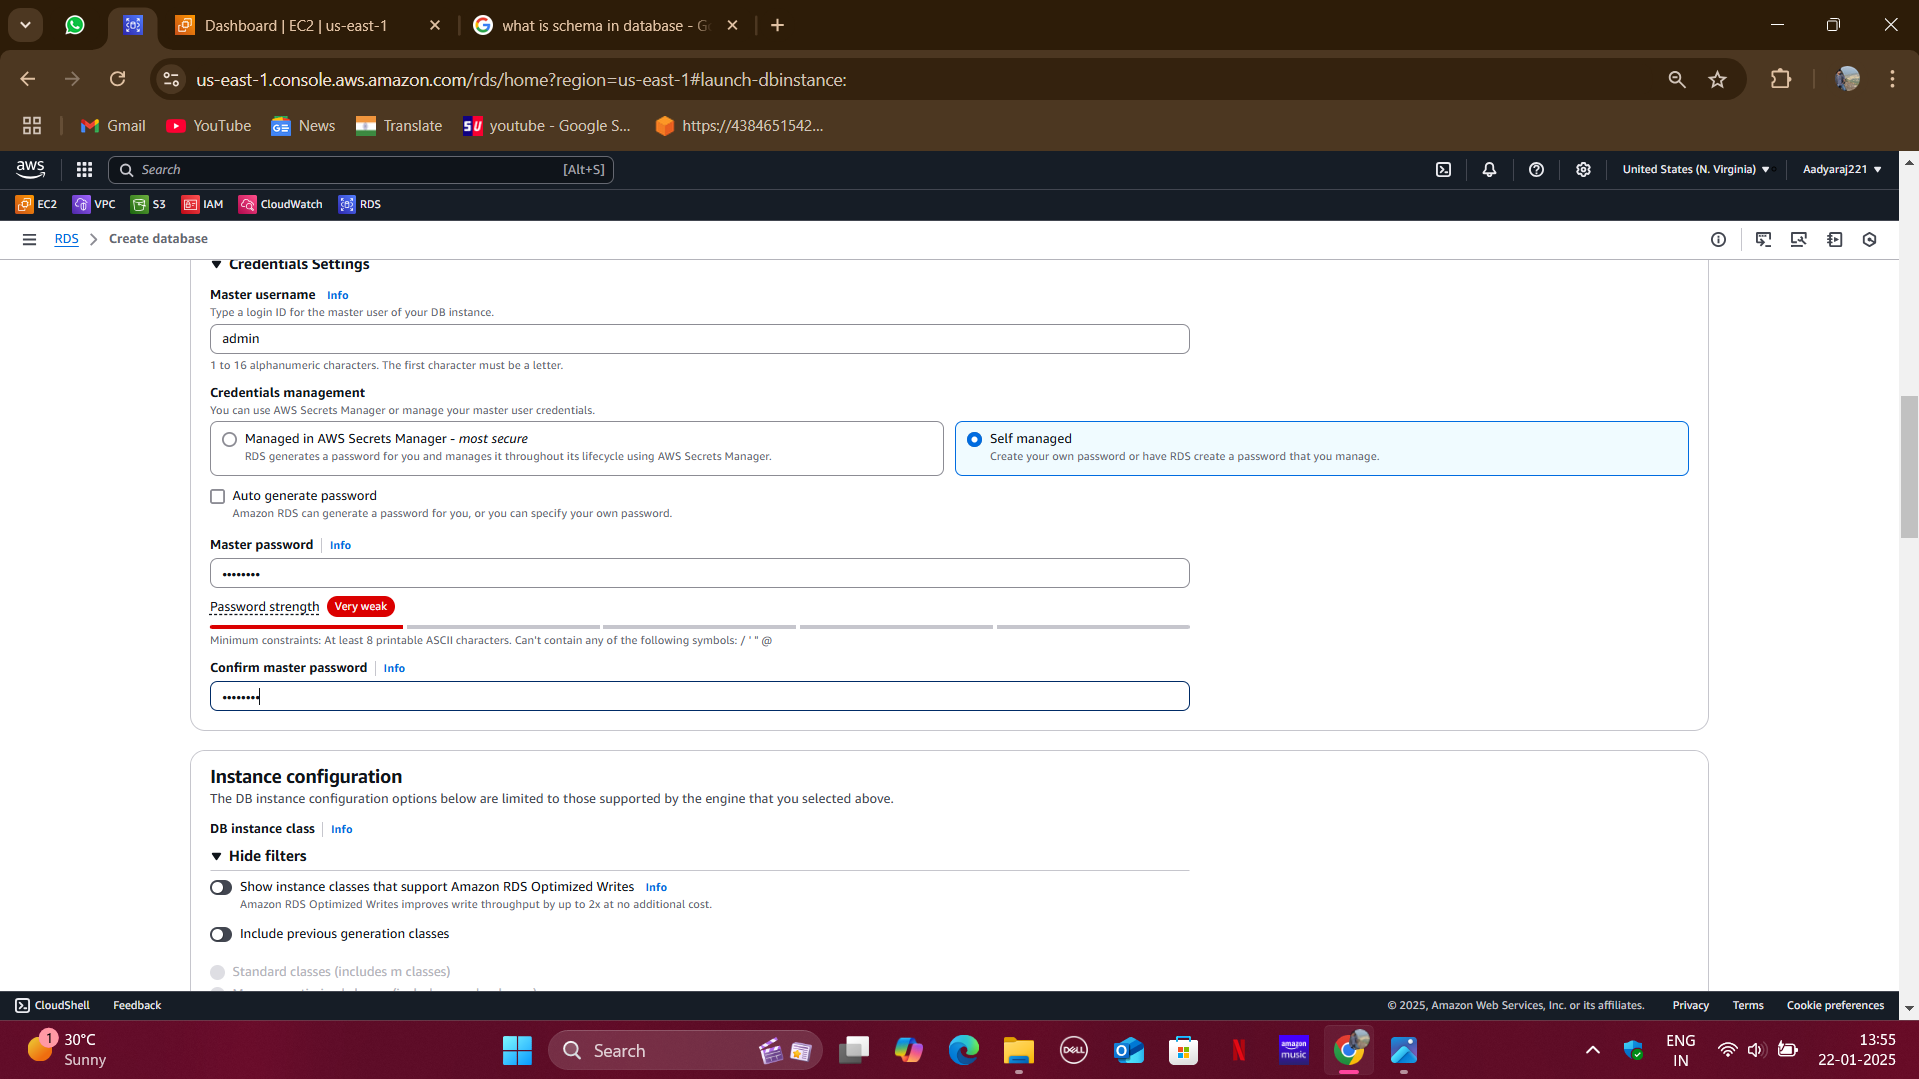 Dashboard | EC2 | us-east-1
what is schema in database - G
us-east-1.console.aws.amazon.com/rds/home?region=us-east-1#launch-dbinstance:
Gmail
YouTube
News
Translate
SU youtube - Google S...
https://4384651542...
aws
Search
[Alt+S]
United States (N. Virginia)
Aadyaraj221
EC2
VPC
S3
IAM
CloudWatch
RDS
RDS
Create database
Credentials Settings
Master username Info
Type a login ID for the master user of your DB instance.
admin
1 to 16 alphanumeric characters. The first character must be a letter.
Credentials management
You can use AWS Secrets Manager or manage your master user credentials.
Managed in AWS Secrets Manager - most secure
RDS generates a password for you and manages it throughout its lifecycle using AWS Secrets Manager.
Self managed
Create your own password or have RDS create a password that you manage.
Auto generate password
Amazon RDS can generate a password for you, or you can specify your own password.
Master password Info
••••••••
Password strength Very weak
Minimum constraints: At least 8 printable ASCII characters. Can't contain any of the following symbols: / ' " @
Confirm master password Info
••••••••
Instance configuration
The DB instance configuration options below are limited to those supported by the engine that you selected above.
DB instance class Info
Hide filters
Show instance classes that support Amazon RDS Optimized Writes Info
Amazon RDS Optimized Writes improves write throughput by up to 2x at no additional cost.
Include previous generation classes
Standard classes (includes m classes)
CloudShell
Feedback
© 2025, Amazon Web Services, Inc. or its affiliates.
Privacy
Terms
Cookie preferences
1
30°C
Sunny
Search
DELL
amazon
music
ENG
IN
13:55
22-01-2025